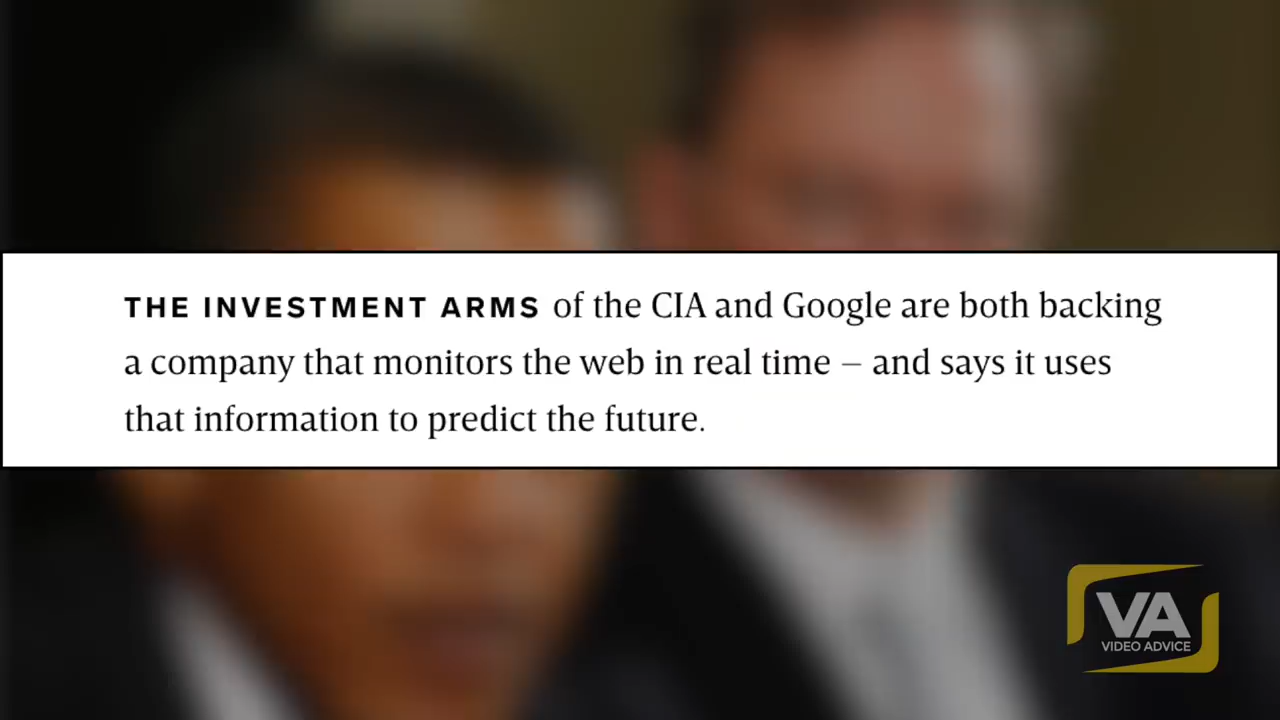 THE INVESTMENT ARMS of the CIA and Google are both backing
a company that monitors the web in real time – and says it uses
that information to predict the future.
VA
VIDEO ADVICE